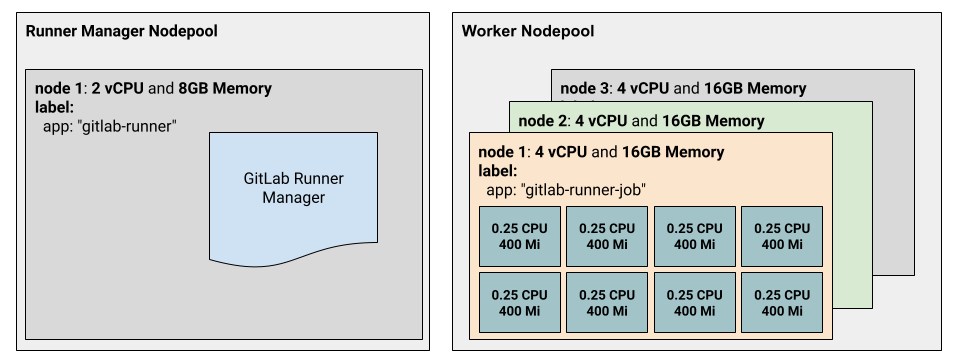 Runner Manager Nodepool
node 1: 2 vCPU and 8GB Memory
label:
app: "gitlab-runner"
GitLab Runner
Manager
Worker Nodepool
node 3: 4 vCPU and 16GB Memory
node 2: 4 vCPU and 16GB Memory
node 1: 4 vCPU and 16GB Memory
label:
app: "gitlab-runner-job"
0.25 CPU
400 Mi
0.25 CPU
400 Mi
0.25 CPU
400 Mi
0.25 CPU
400 Mi
0.25 CPU
400 Mi
0.25 CPU
400 Mi
0.25 CPU
400 Mi
0.25 CPU
400 Mi